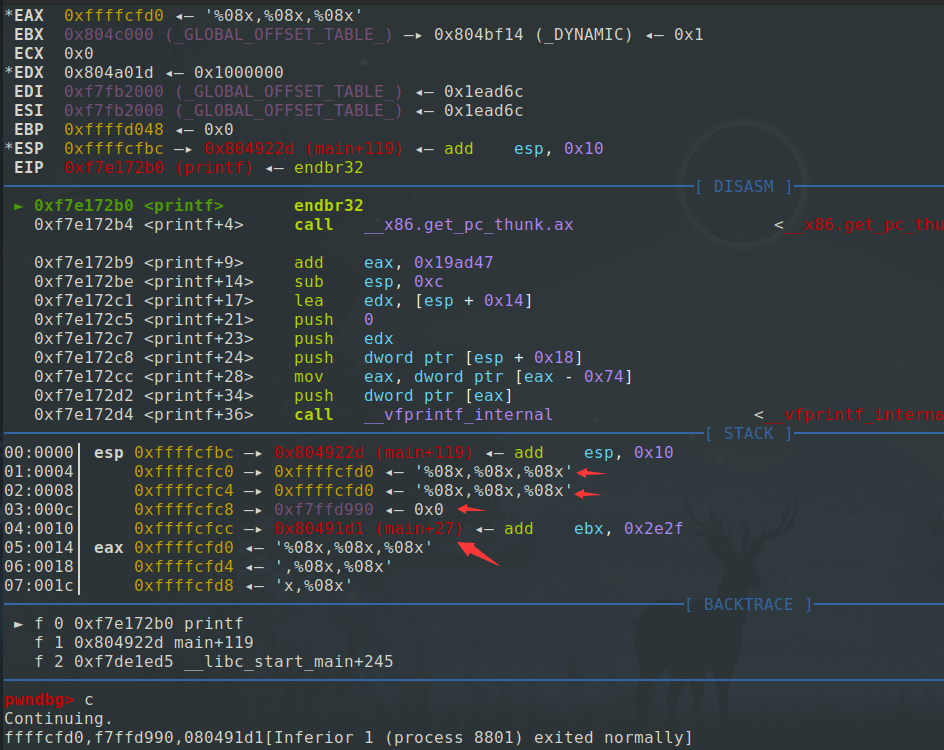 *EAX  0xffffcfd0 ◂— '%08x,%08x,%08x'
 EBX  0x804c000 (_GLOBAL_OFFSET_TABLE_) —▸ 0x804bf14 (_DYNAMIC) ◂— 0x1
 ECX  0x0
*EDX  0x804a01d ◂— 0x1000000
 EDI  0xf7fb2000 (_GLOBAL_OFFSET_TABLE_) ◂— 0x1ead6c
 ESI  0xf7fb2000 (_GLOBAL_OFFSET_TABLE_) ◂— 0x1ead6c
 EBP  0xffffd048 ◂— 0x0
*ESP  0xffffcfbc —▸ 0x804922d (main+119) ◂— add    esp, 0x10
 EIP  0xf7e172b0 (printf) ◂— endbr32
[ DISASM ]
 ► 0xf7e172b0 <printf>       endbr32
   0xf7e172b4 <printf+4>     call   __x86.get_pc_thunk.ax                     <  x86.get_pc_thu
   0xf7e172b9 <printf+9>     add    eax, 0x19ad47
   0xf7e172be <printf+14>    sub    esp, 0xc
   0xf7e172c1 <printf+17>    lea    edx, [esp + 0x14]
   0xf7e172c5 <printf+21>    push   0
   0xf7e172c7 <printf+23>    push   edx
   0xf7e172c8 <printf+24>    push   dword ptr [esp + 0x18]
   0xf7e172cc <printf+28>    mov    eax, dword ptr [eax - 0x74]
   0xf7e172d2 <printf+34>    push   dword ptr [eax]
   0xf7e172d4 <printf+36>    call   __vfprintf_internal                      <  vfprintf_interna
[ STACK ]
00:0000│ esp 0xffffcfbc —▸ 0x804922d (main+119) ◂— add    esp, 0x10
01:0004│     0xffffcfc0 —▸ 0xffffcfd0 ◂— '%08x,%08x,%08x'
02:0008│     0xffffcfc4 —▸ 0xffffcfd0 ◂— '%08x,%08x,%08x'
03:000c│     0xffffcfc8 —▸ 0xf7ffd990 ◂— 0x0
04:0010│     0xffffcfcc —▸ 0x80491d1 (main+27) ◂— add    ebx, 0x2e2f
05:0014│ eax 0xffffcfd0 ◂— '%08x,%08x,%08x'
06:0018│     0xffffcfd4 ◂— ',%08x,%08x'
07:001c│     0xffffcfd8 ◂— 'x,%08x'
[ BACKTRACE ]
 ► f 0 0xf7e172b0 printf
   f 1 0x804922d main+119
   f 2 0xf7de1ed5 __libc_start_main+245
pwndbg> c
Continuing.
ffffcfd0,f7ffd990,080491d1[Inferior 1 (process 8801) exited normally]